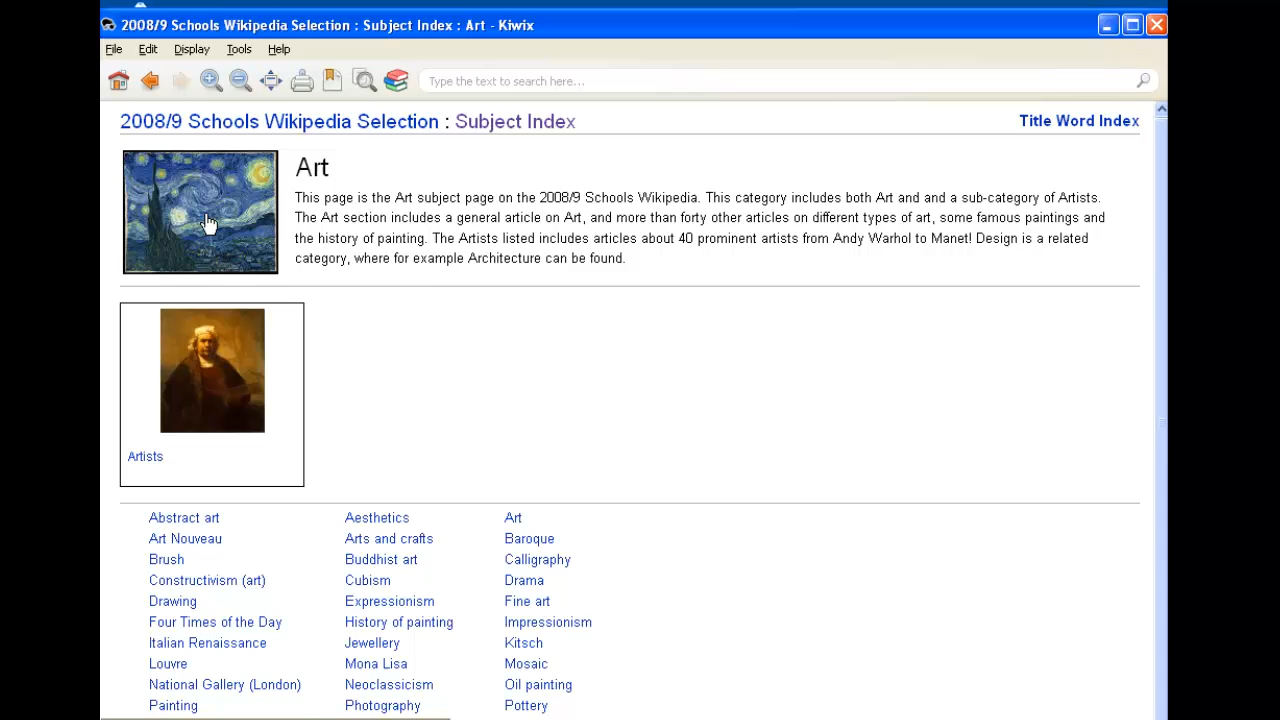 2008/9 Schools Wikipedia Selection : Subject Index : Art - Kiwix
File Edit Display Tools Help
Type the text to search here...
2008/9 Schools Wikipedia Selection : Subject Index Title Word Index
Art
This page is the Art subject page on the 2008/9 Schools Wikipedia. This category includes both Art and and a sub-category of Artists.
The Art section includes a general article on Art, and more than forty other articles on different types of art, some famous paintings and
the history of painting. The Artists listed includes articles about 40 prominent artists from Andy Warhol to Manet! Design is a related
category, where for example Architecture can be found.
Artists
Abstract art Aesthetics Art
Art Nouveau Arts and crafts Baroque
Brush Buddhist art Calligraphy
Constructivism (art) Cubism Drama
Drawing Expressionism Fine art
Four Times of the Day History of painting Impressionism
Italian Renaissance Jewellery Kitsch
Louvre Mona Lisa Mosaic
National Gallery (London) Neoclassicism Oil painting
Painting Photography Pottery